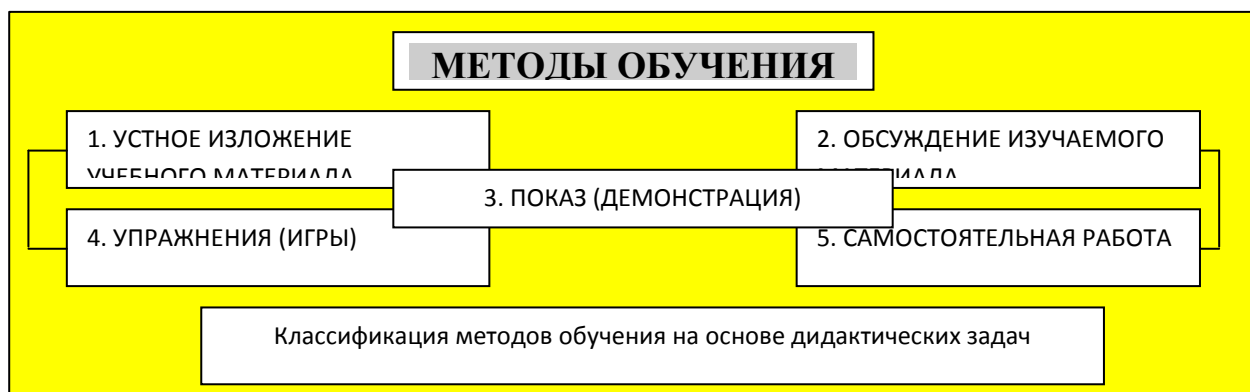 МЕТОДЫ ОБУЧЕНИЯ
1. УСТНОЕ ИЗЛОЖЕНИЕ
УЧЕБНОГО МАТЕРИАЛА
2. ОБСУЖДЕНИЕ ИЗУЧАЕМОГО
МАТЕРИАЛА
3. ПОКАЗ (ДЕМОНСТРАЦИЯ)
4. УПРАЖНЕНИЯ (ИГРЫ)
5. САМОСТОЯТЕЛЬНАЯ РАБОТА
Классификация методов обучения на основе дидактических задач